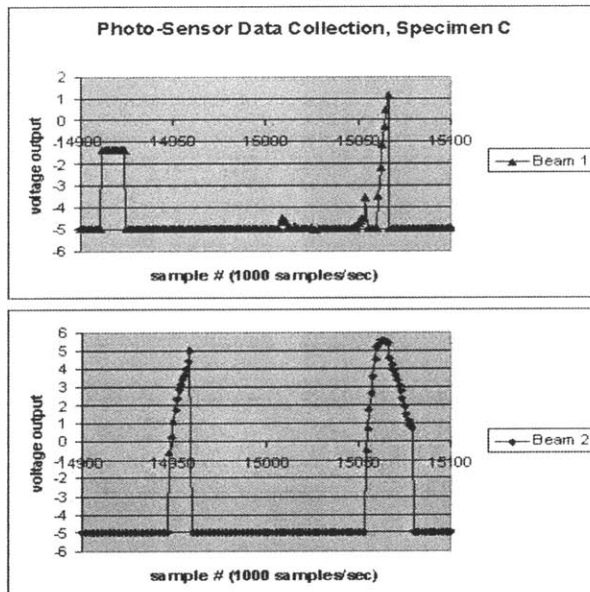 Photo-Sensor Data Collection, Specimen C
2
1
0
-1
-2
-3
-4
-5
-6
14900 14950 15000 15050 15100
voltage output
Beam 1
sample # (1000 samples/sec)
6
5
4
3
2
1
0
-1
-2
-3
-4
-5
-6
14900 14950 15000 15050 15100
voltage output
Beam 2
sample # (1000 samples/sec)